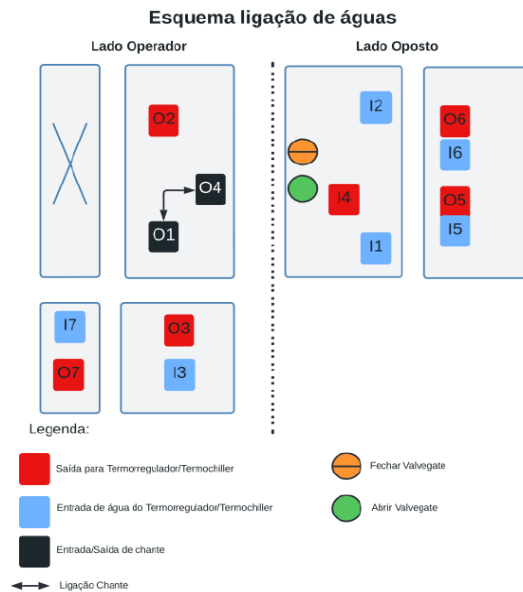 Esquema ligação de águas
Lado Operador
Lado Oposto
O2
I2
O6
I6
O4
I4
O5
O1
I1
I5
I7
O3
O7
I3
Legenda:
Saída para Termorregulador/Termochiller
Fechar Valvegate
Entrada de água do Termorreguiador/Termochiller
Abrir Valvegate
Entrada/Saída de chante
Ligação Chante